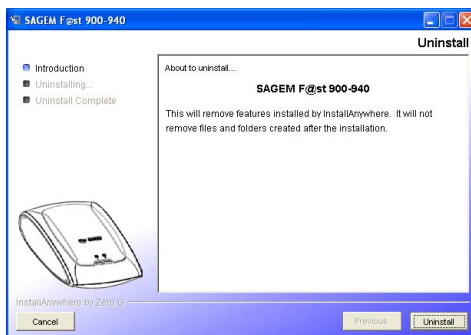 SAGEM F@st 900-940
Uninstall
Introduction
Uninstalling...
Uninstall Complete
About to uninstall...
SAGEM F@st 900-940
This will remove features installed by InstallAnywhere. It will not
remove files and folders created after the installation.
SAGEM
InstallAnywhere by Zero G
Cancel
Previous
Uninstall